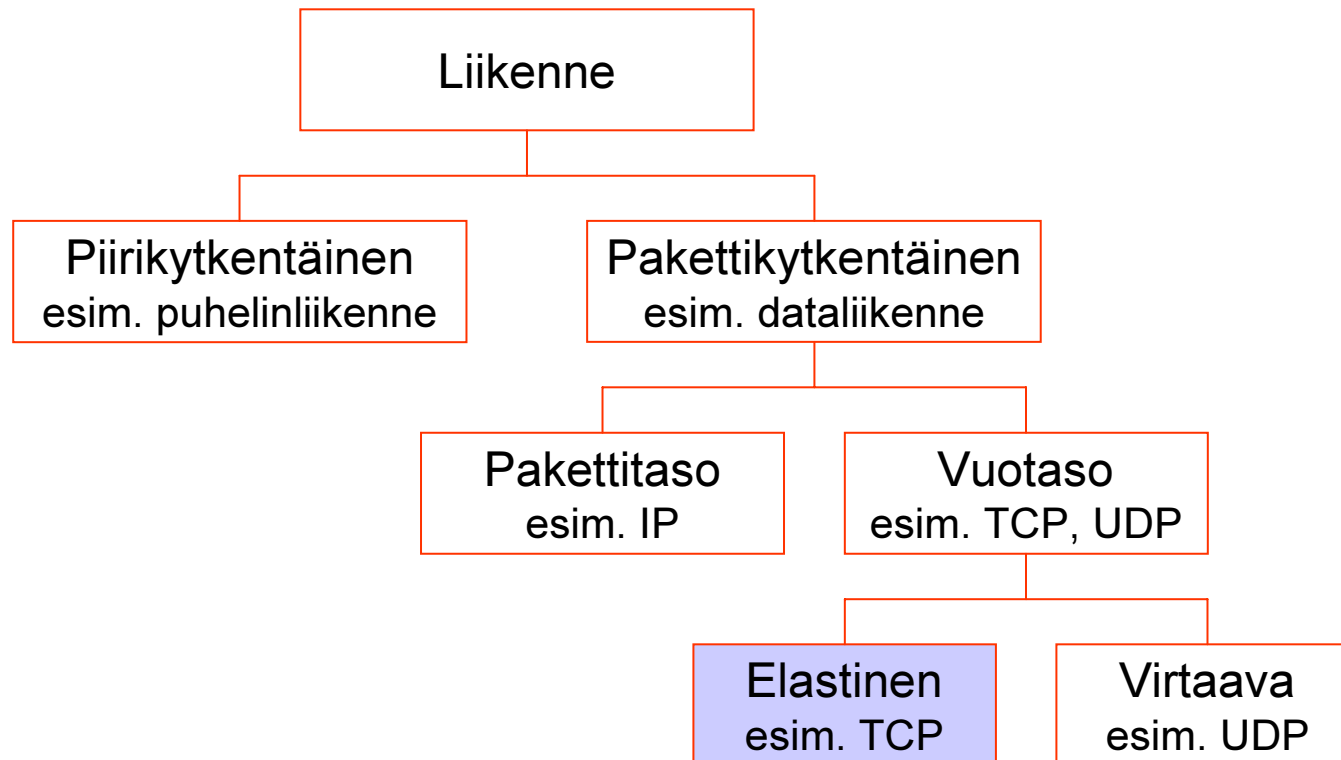 Liikenne
Piirikytkentäinen
esim. puhelinliikenne
Pakettikytkentäinen
esim. dataliikenne
Pakettitaso
esim. IP
Vuotaso
esim. TCP, UDP
Elastinen
esim. TCP
Virtaava
esim. UDP